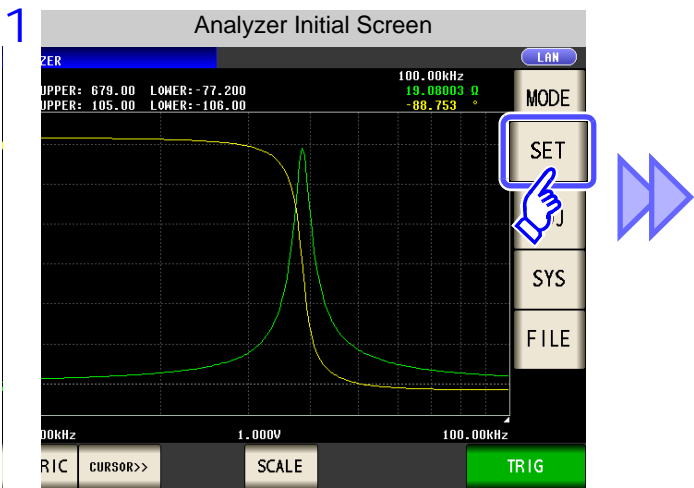 1 Analyzer Initial Screen
ZER LAN
100.00kHz
UPPER: 679.00 LOWER:-77.200 19.08003 Ω
UPPER: 105.00 LOWER:-106.00 -88.753 °
MODE
SET
SYS
FILE
00kHz 1.000V 100.00kHz
RIC CURSOR>> SCALE TRIG